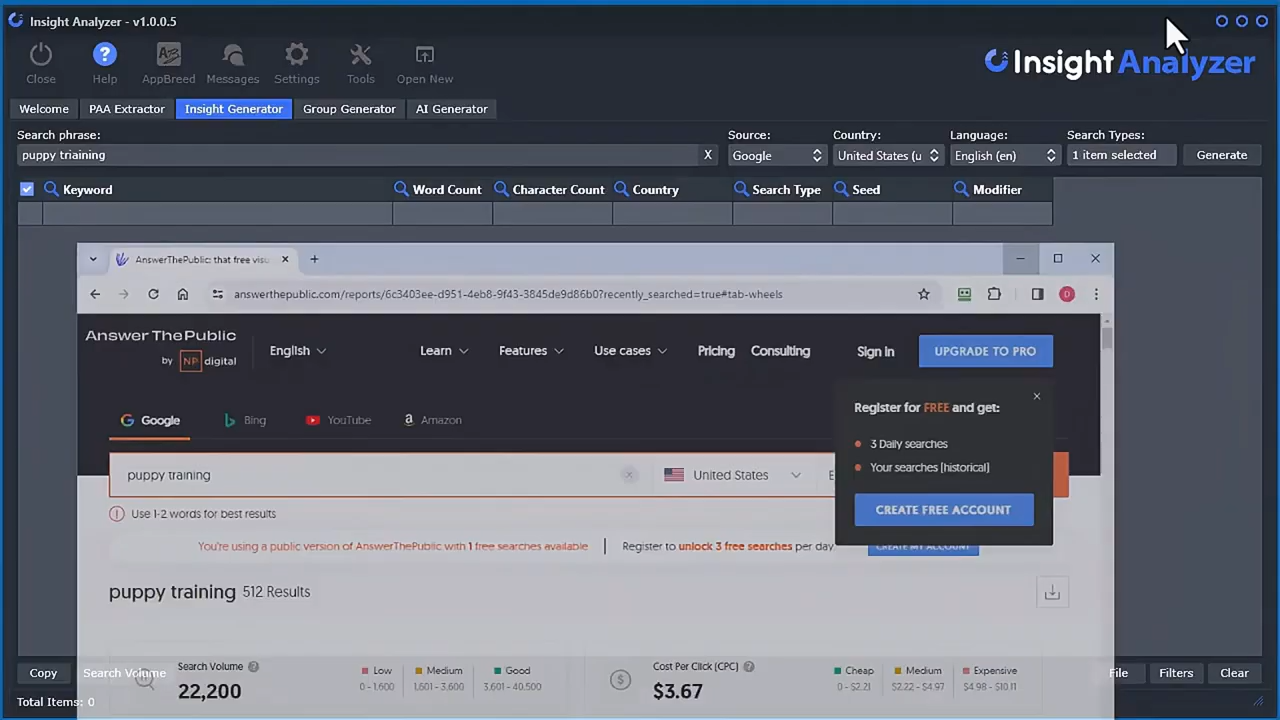 Insight Analyzer - v1.0.0.5
Close
Help
AppBreed
Messages
Settings
Tools
Open New
Insight Analyzer
Welcome
PAA Extractor
Insight Generator
Group Generator
AI Generator
Search phrase:
Source:
Country:
Language:
Search Types:
puppy triaining
X
Google
United States (u
English (en)
1 item selected
Generate
Keyword
Word Count
Character Count
Country
Search Type
Seed
Modifier
AnswerThePublic: that free visu
answerthepublic.com/reports/6c3403ee-d951-4eb8-9f43-3845de9d86b0?recently_searched=true#tab-wheels
D
AnswerThePublic
by NP digital
English
Learn
Features
Use cases
Pricing
Consulting
Sign In
UPGRADE TO PRO
Register for FREE and get:
3 Daily searches
Your searches (historical)
CREATE FREE ACCOUNT
Google
Bing
YouTube
Amazon
puppy training
United States
E
Use 1-2 words for best results
You're using a public version of AnswerThePublic with 1 free searches available
Register to unlock 3 free searches per day
CREATE MY ACCOUNT
puppy training 512 Results
Search Volume
Low
0 - 1,600
Medium
1,601 - 3,600
Good
3,601 - 40,500
22,200
Cost Per Click (CPC)
Cheap
0 - $2.21
Medium
$2.22 - $4.97
Expensive
$4.98 - $10.11
$3.67
Copy
Search Volume
File
Filters
Clear
Total Items: 0